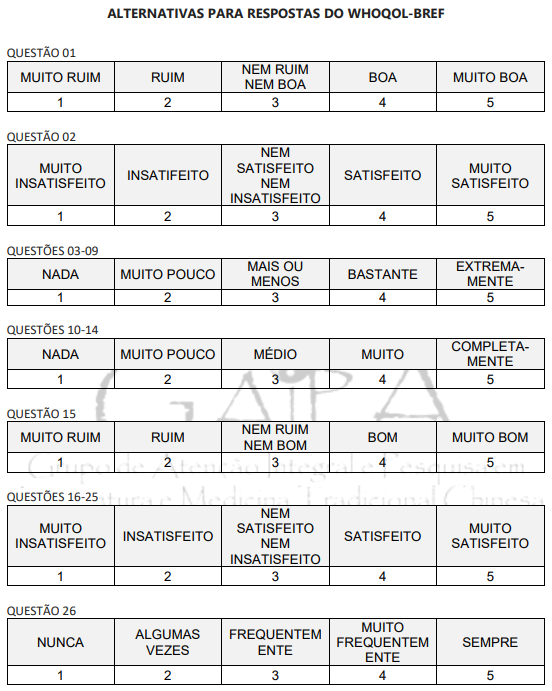 ALTERNATIVAS PARA RESPOSTAS DO WHOQOL-BREF
QUESTÃO 01
MUITO RUIM RUIM NEM RUIM NEM BOA BOA MUITO BOA
1 2 3 4 5
QUESTÃO 02
MUITO INSATISFEITO INSATIFEITO NEM SATISFEITO NEM INSATISFEITO SATISFEITO MUITO SATISFEITO
1 2 3 4 5
QUESTÕES 03-09
NADA MUITO POUCO MAIS OU MENOS BASTANTE EXTREMA-MENTE
1 2 3 4 5
QUESTÕES 10-14
NADA MUITO POUCO MÉDIO MUITO COMPLETA-MENTE
1 2 3 4 5
GAIPA
QUESTÃO 15
MUITO RUIM RUIM NEM RUIM NEM BOM BOM MUITO BOM
1 2 3 4 5
Grupo de Atenção Integral e Pesquisa em
QUESTÕES 16-25
Medicina Tradicional Chinesa
MUITO INSATISFEITO INSATISFEITO NEM SATISFEITO NEM INSATISFEITO SATISFEITO MUITO SATISFEITO
1 2 3 4 5
QUESTÃO 26
NUNCA ALGUMAS VEZES FREQUENTEM ENTE MUITO FREQUENTEM ENTE SEMPRE
1 2 3 4 5